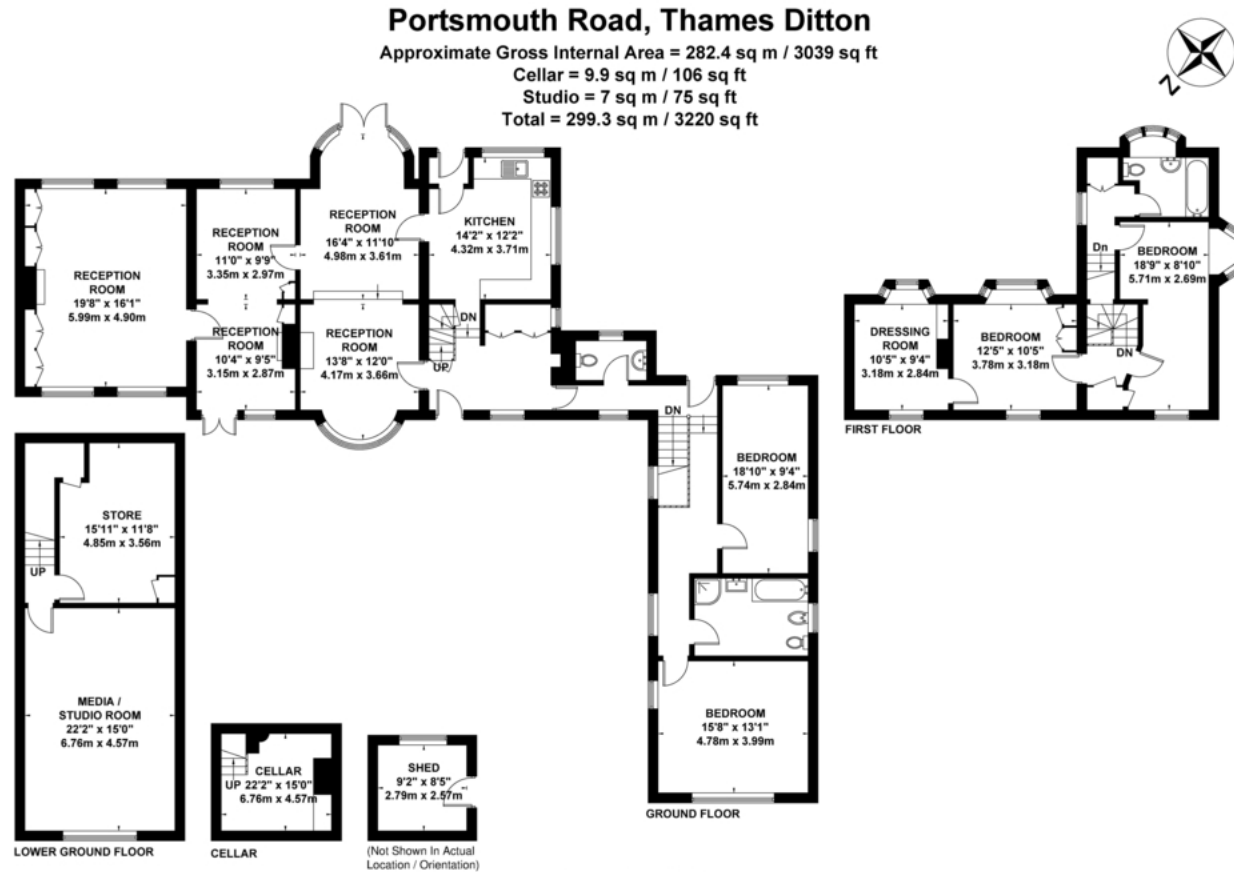 Portsmouth Road, Thames Ditton
Approximate Gross Internal Area = 282.4 sq m / 3039 sq ft
Cellar = 9.9 sq m / 106 sq ft
Studio = 7 sq m / 75 sq ft
Total = 299.3 sq m / 3220 sq ft
N
RECEPTION
ROOM
19'8" x 16'1"
5.99m x 4.90m
RECEPTION
ROOM
11'0" x 9'9"
3.35m x 2.97m
RECEPTION
ROOM
16'4" x 11'10"
4.98m x 3.61m
KITCHEN
14'2" x 12'2"
4.32m x 3.71m
RECEPTION
ROOM
10'4" x 9'5"
3.15m x 2.87m
RECEPTION
ROOM
13'8" x 12'0"
4.17m x 3.66m
DN
UP
DN
BEDROOM
18'10" x 9'4"
5.74m x 2.84m
BEDROOM
15'8" x 13'1"
4.78m x 3.99m
GROUND FLOOR
Dn
BEDROOM
18'9" x 8'10"
5.71m x 2.69m
DRESSING
ROOM
10'5" x 9'4"
3.18m x 2.84m
BEDROOM
12'5" x 10'5"
3.78m x 3.18m
DN
FIRST FLOOR
STORE
15'11" x 11'8"
4.85m x 3.56m
UP
MEDIA /
STUDIO ROOM
22'2" x 15'0"
6.76m x 4.57m
LOWER GROUND FLOOR
CELLAR
UP 22'2" x 15'0"
6.76m x 4.57m
CELLAR
SHED
9'2" x 8'5"
2.79m x 2.57m
(Not Shown In Actual
Location / Orientation)